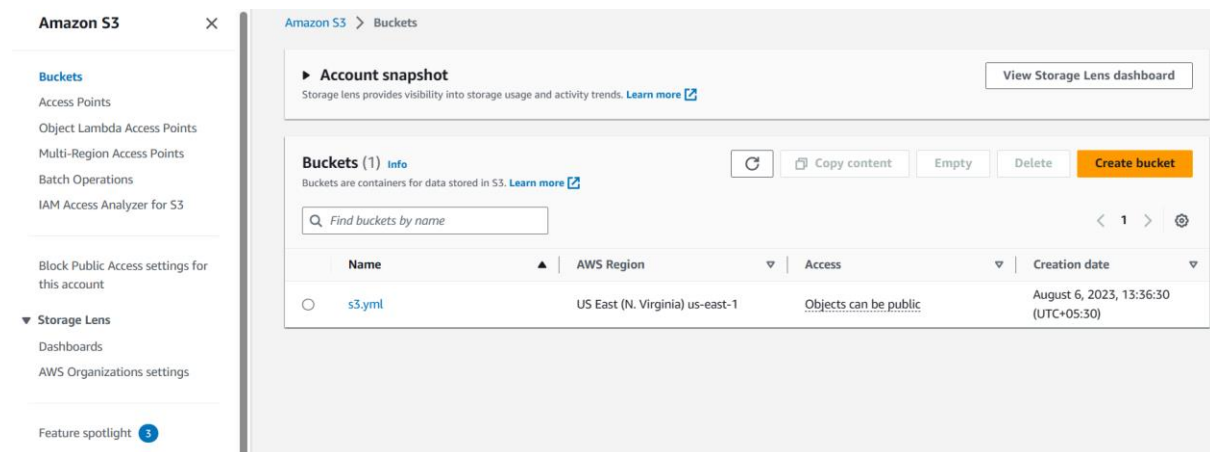 Amazon S3
Buckets
Access Points
Object Lambda Access Points
Multi-Region Access Points
Batch Operations
IAM Access Analyzer for S3
Block Public Access settings for
this account
Storage Lens
Dashboards
AWS Organizations settings
Feature spotlight 3
Amazon S3 > Buckets
Account snapshot
View Storage Lens dashboard
Storage lens provides visibility into storage usage and activity trends. Learn more
Buckets (1) Info
Copy content Empty Delete Create bucket
Buckets are containers for data stored in S3. Learn more
Find buckets by name
1
Name AWS Region Access Creation date
s3.yml US East (N. Virginia) us-east-1 Objects can be public August 6, 2023, 13:36:30
(UTC+05:30)